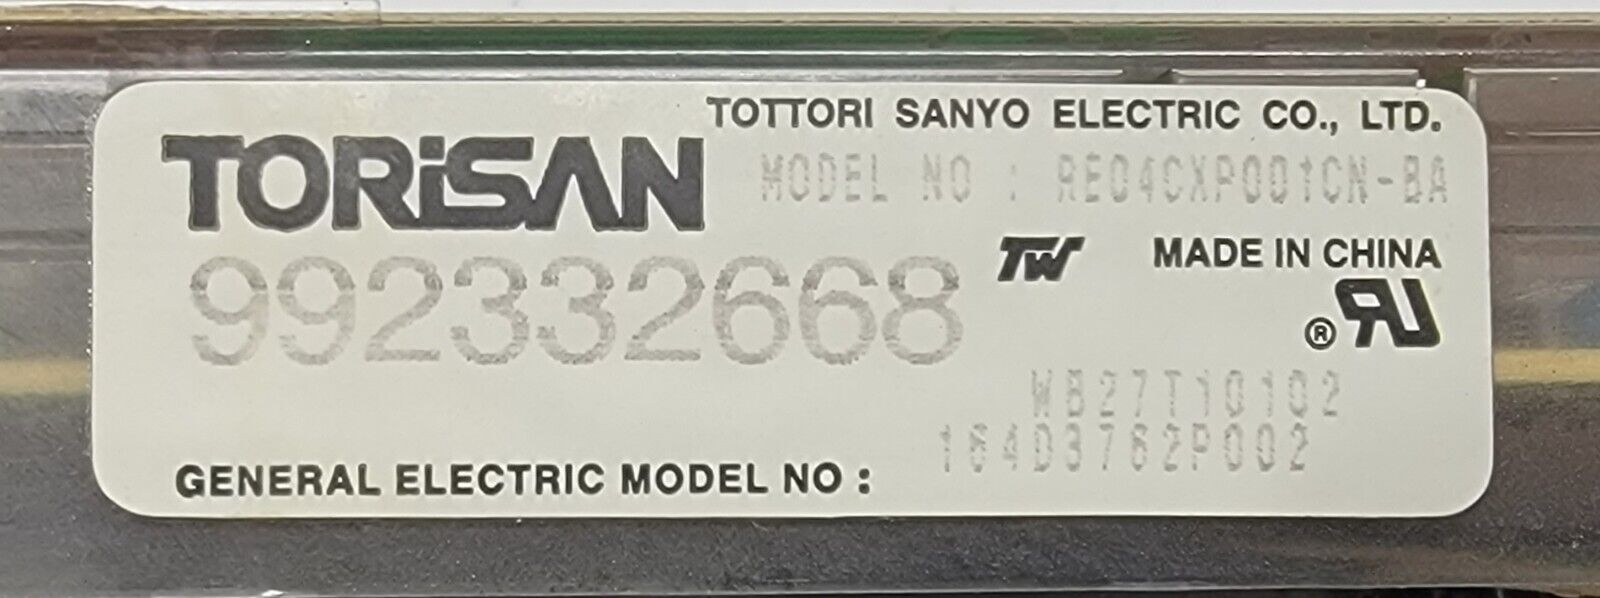 TOTTORI SANYO ELECTRIC CO., LTD.
TORiSAN
MODEL NO : RE04CXP001CN-BA
992332668
TW
MADE IN CHINA
®
WB27T10102
164D3762P002
GENERAL ELECTRIC MODEL NO :